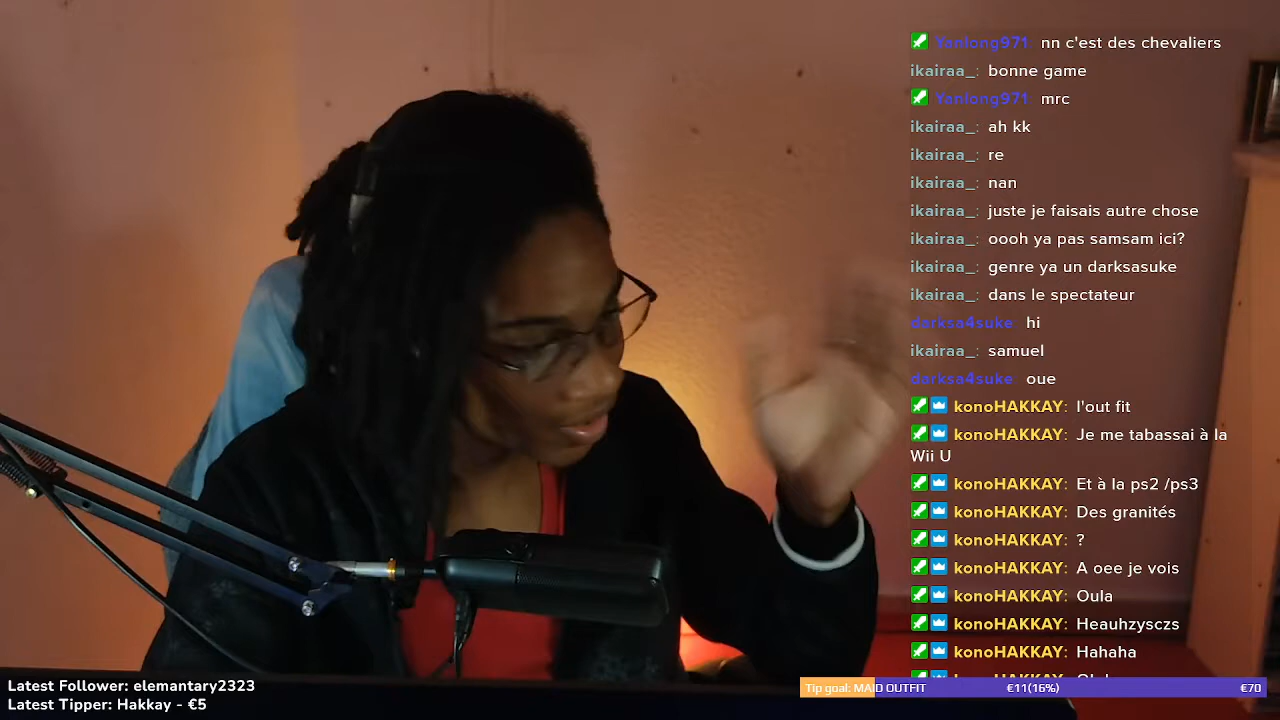 Yanlong971 nn c'est des chevaliers
ikairaa_: bonne game
Yanlong971 mrc
ikairaa_: ah kk
ikairaa_: re
ikairaa_: nan
ikairaa_: juste je faisais autre chose
ikairaa_: oooh ya pas samsam ici?
ikairaa_: genre ya un darksasuke
ikairaa_: dans le spectateur
darksa4suke hi
ikairaa_: samuel
darksa4suke oue
konoHAKKAY: l'out fit
konoHAKKAY: Je me tabassai à la
Wii U
konoHAKKAY: Et à la ps2 /ps3
konoHAKKAY: Des granités
konoHAKKAY: ?
konoHAKKAY: A oee je vois
konoHAKKAY: Oula
konoHAKKAY: Heauhzysczs
konoHAKKAY: Hahaha
Latest Follower: elemantary2323
Latest Tipper: Hakkay - €5
Tip goal: MAID OUTFIT €11(16%) €70